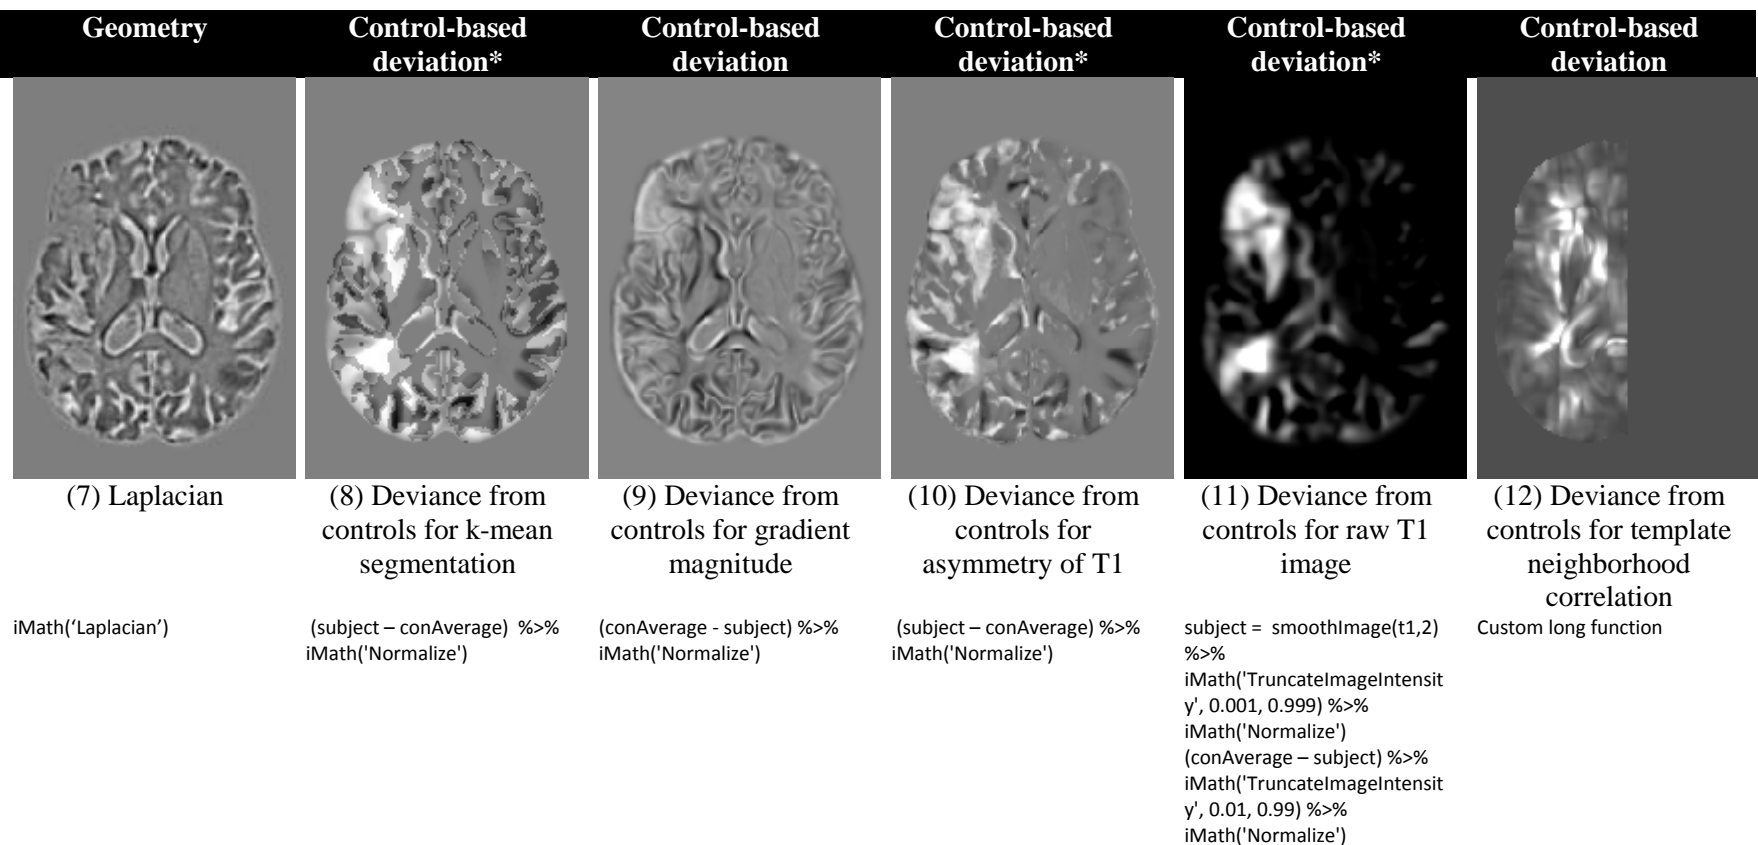 Geometry
Control-based
deviation*
Control-based
deviation
Control-based
deviation*
Control-based
deviation*
Control-based
deviation
(7) Laplacian
(8) Deviance from
controls for k-mean
segmentation
(9) Deviance from
controls for gradient
magnitude
(10) Deviance from
controls for
asymmetry of T1
(11) Deviance from
controls for raw T1
image
(12) Deviance from
controls for template
neighborhood
correlation
iMath(‘Laplacian’)
(subject – conAverage) %>%
iMath('Normalize')
(conAverage - subject) %>%
iMath('Normalize')
(subject – conAverage) %>%
iMath('Normalize')
subject = smoothImage(t1,2)
%>%
iMath('TruncateImageIntensit
y', 0.001, 0.999) %>%
iMath('Normalize')
(conAverage – subject) %>%
iMath('TruncateImageIntensit
y', 0.01, 0.99) %>%
iMath('Normalize')
Custom long function